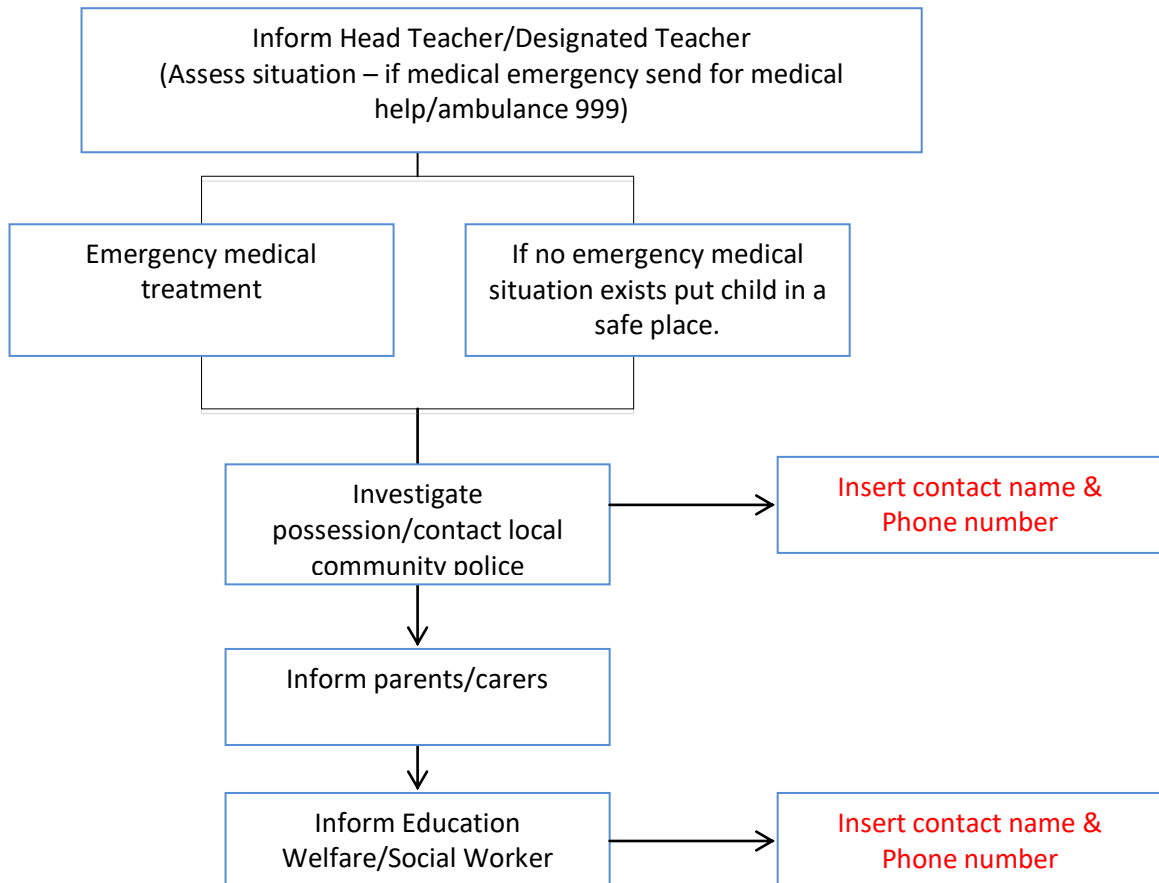 Inform Head Teacher/Designated Teacher
(Assess situation – if medical emergency send for medical
help/ambulance 999)
Emergency medical
treatment
If no emergency medical
situation exists put child in a
safe place.
Investigate
possession/contact local
community police
Insert contact name &
Phone number
Inform parents/carers
Inform Education
Welfare/Social Worker
Insert contact name &
Phone number